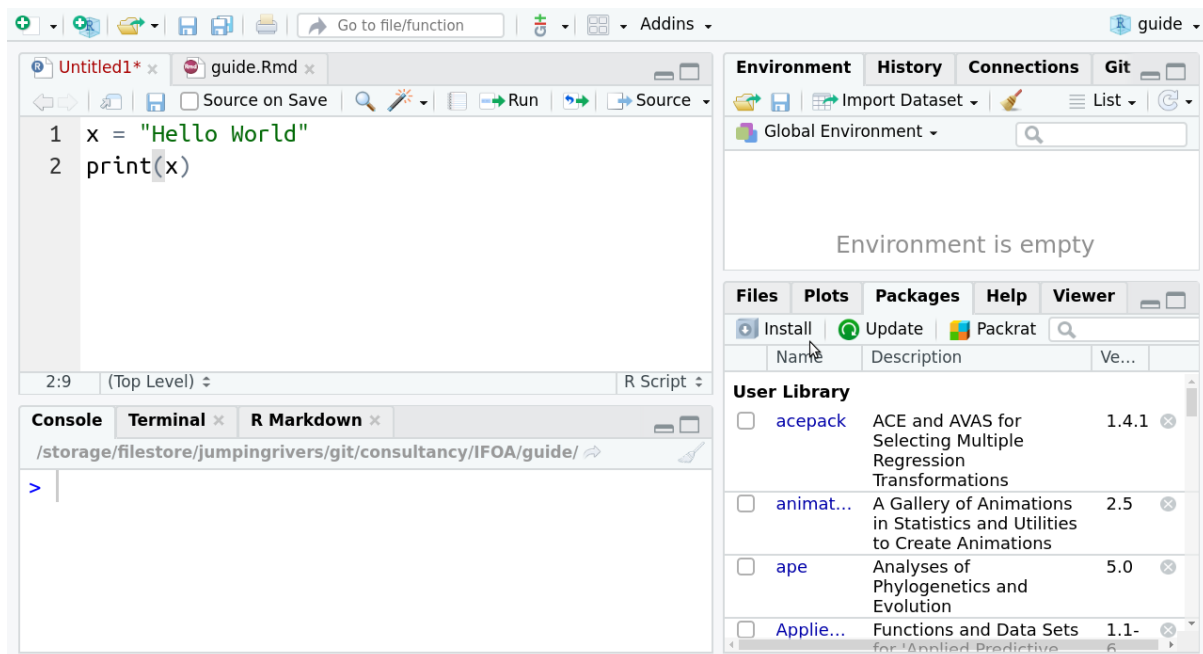 Go to file/function
Addins
guide
Untitled1*
guide.Rmd
Source on Save
Run
Source
1 x = "Hello World"
2 print(x)
2:9 (Top Level) R Script
Console Terminal R Markdown
/storage/filestore/jumpingrivers/git/consultancy/IFOA/guide/
>
Environment History Connections Git
Import Dataset List
Global Environment
Environment is empty
Files Plots Packages Help Viewer
Install Update Packrat
Name Description Ve...
User Library
acepack ACE and AVAS for 1.4.1
Selecting Multiple
Regression
Transformations
animat... A Gallery of Animations 2.5
in Statistics and Utilities
to Create Animations
ape Analyses of 5.0
Phylogenetics and
Evolution
Applie... Functions and Data Sets 1.1-
for 'Applied Predictive 6